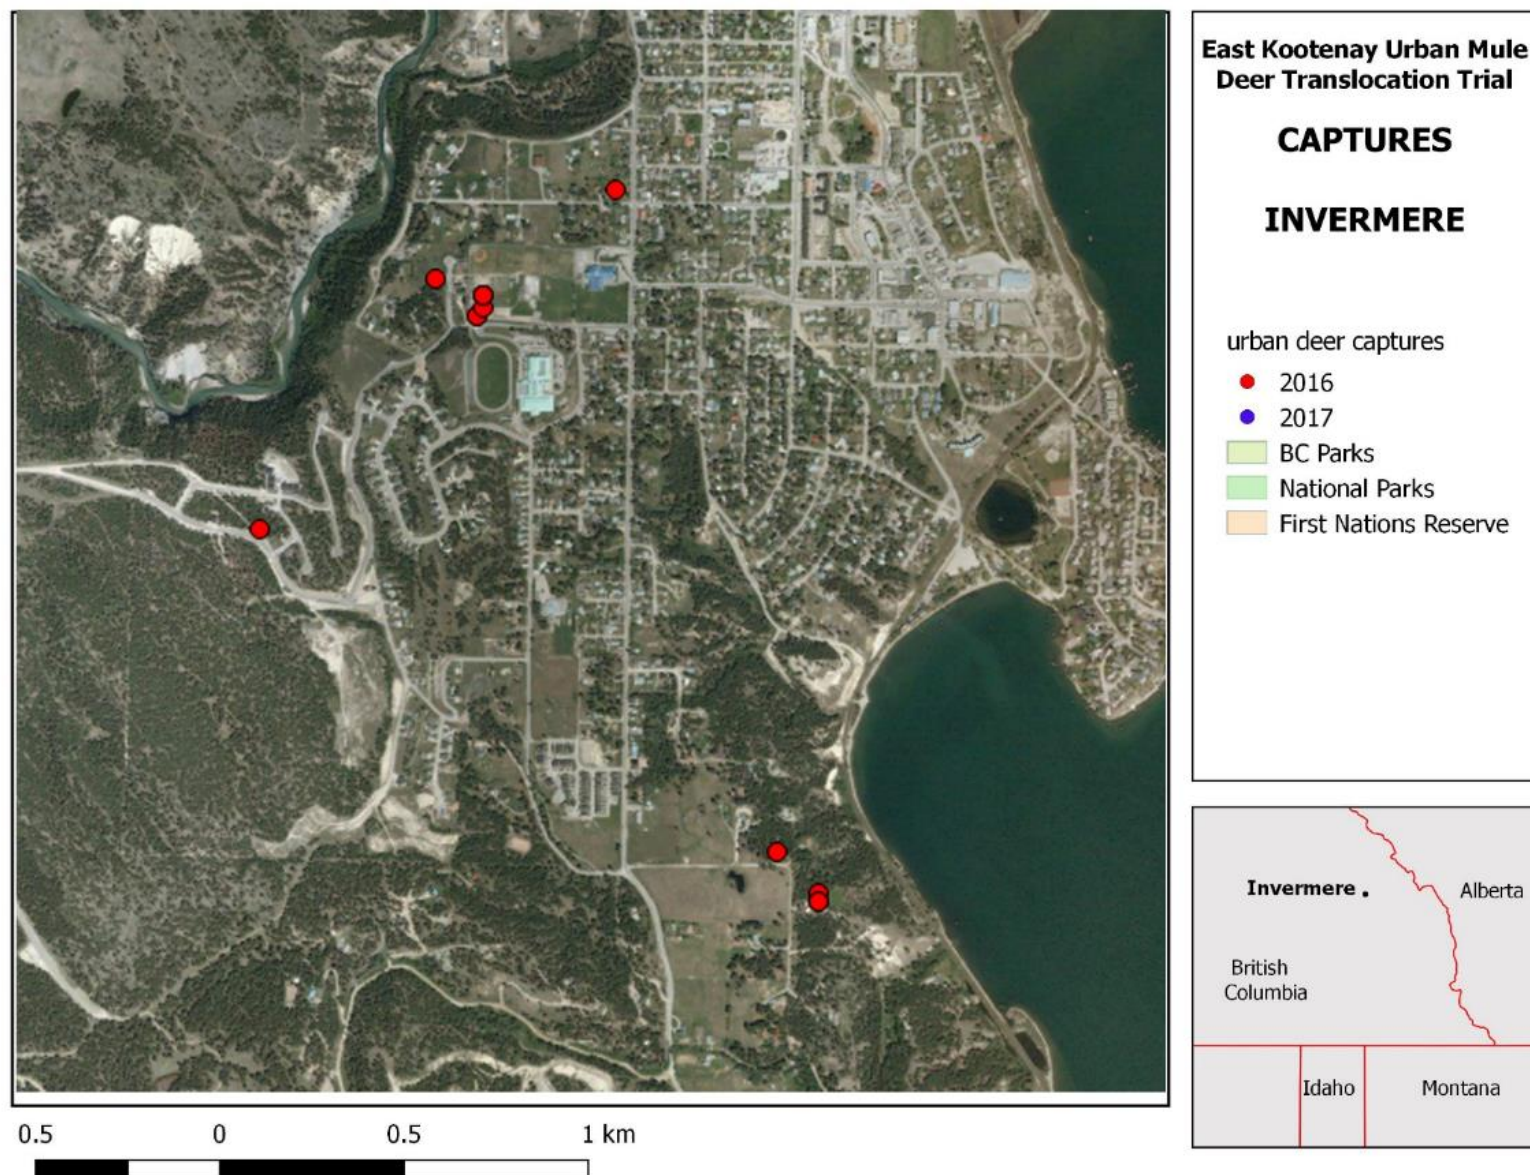 East Kootenay Urban Mule
Deer Translocation Trial
CAPTURES
INVERMERE
urban deer captures
2016
2017
BC Parks
National Parks
First Nations Reserve
Invermere
Alberta
British
Columbia
Idaho
Montana
0.5
0
0.5
1 km